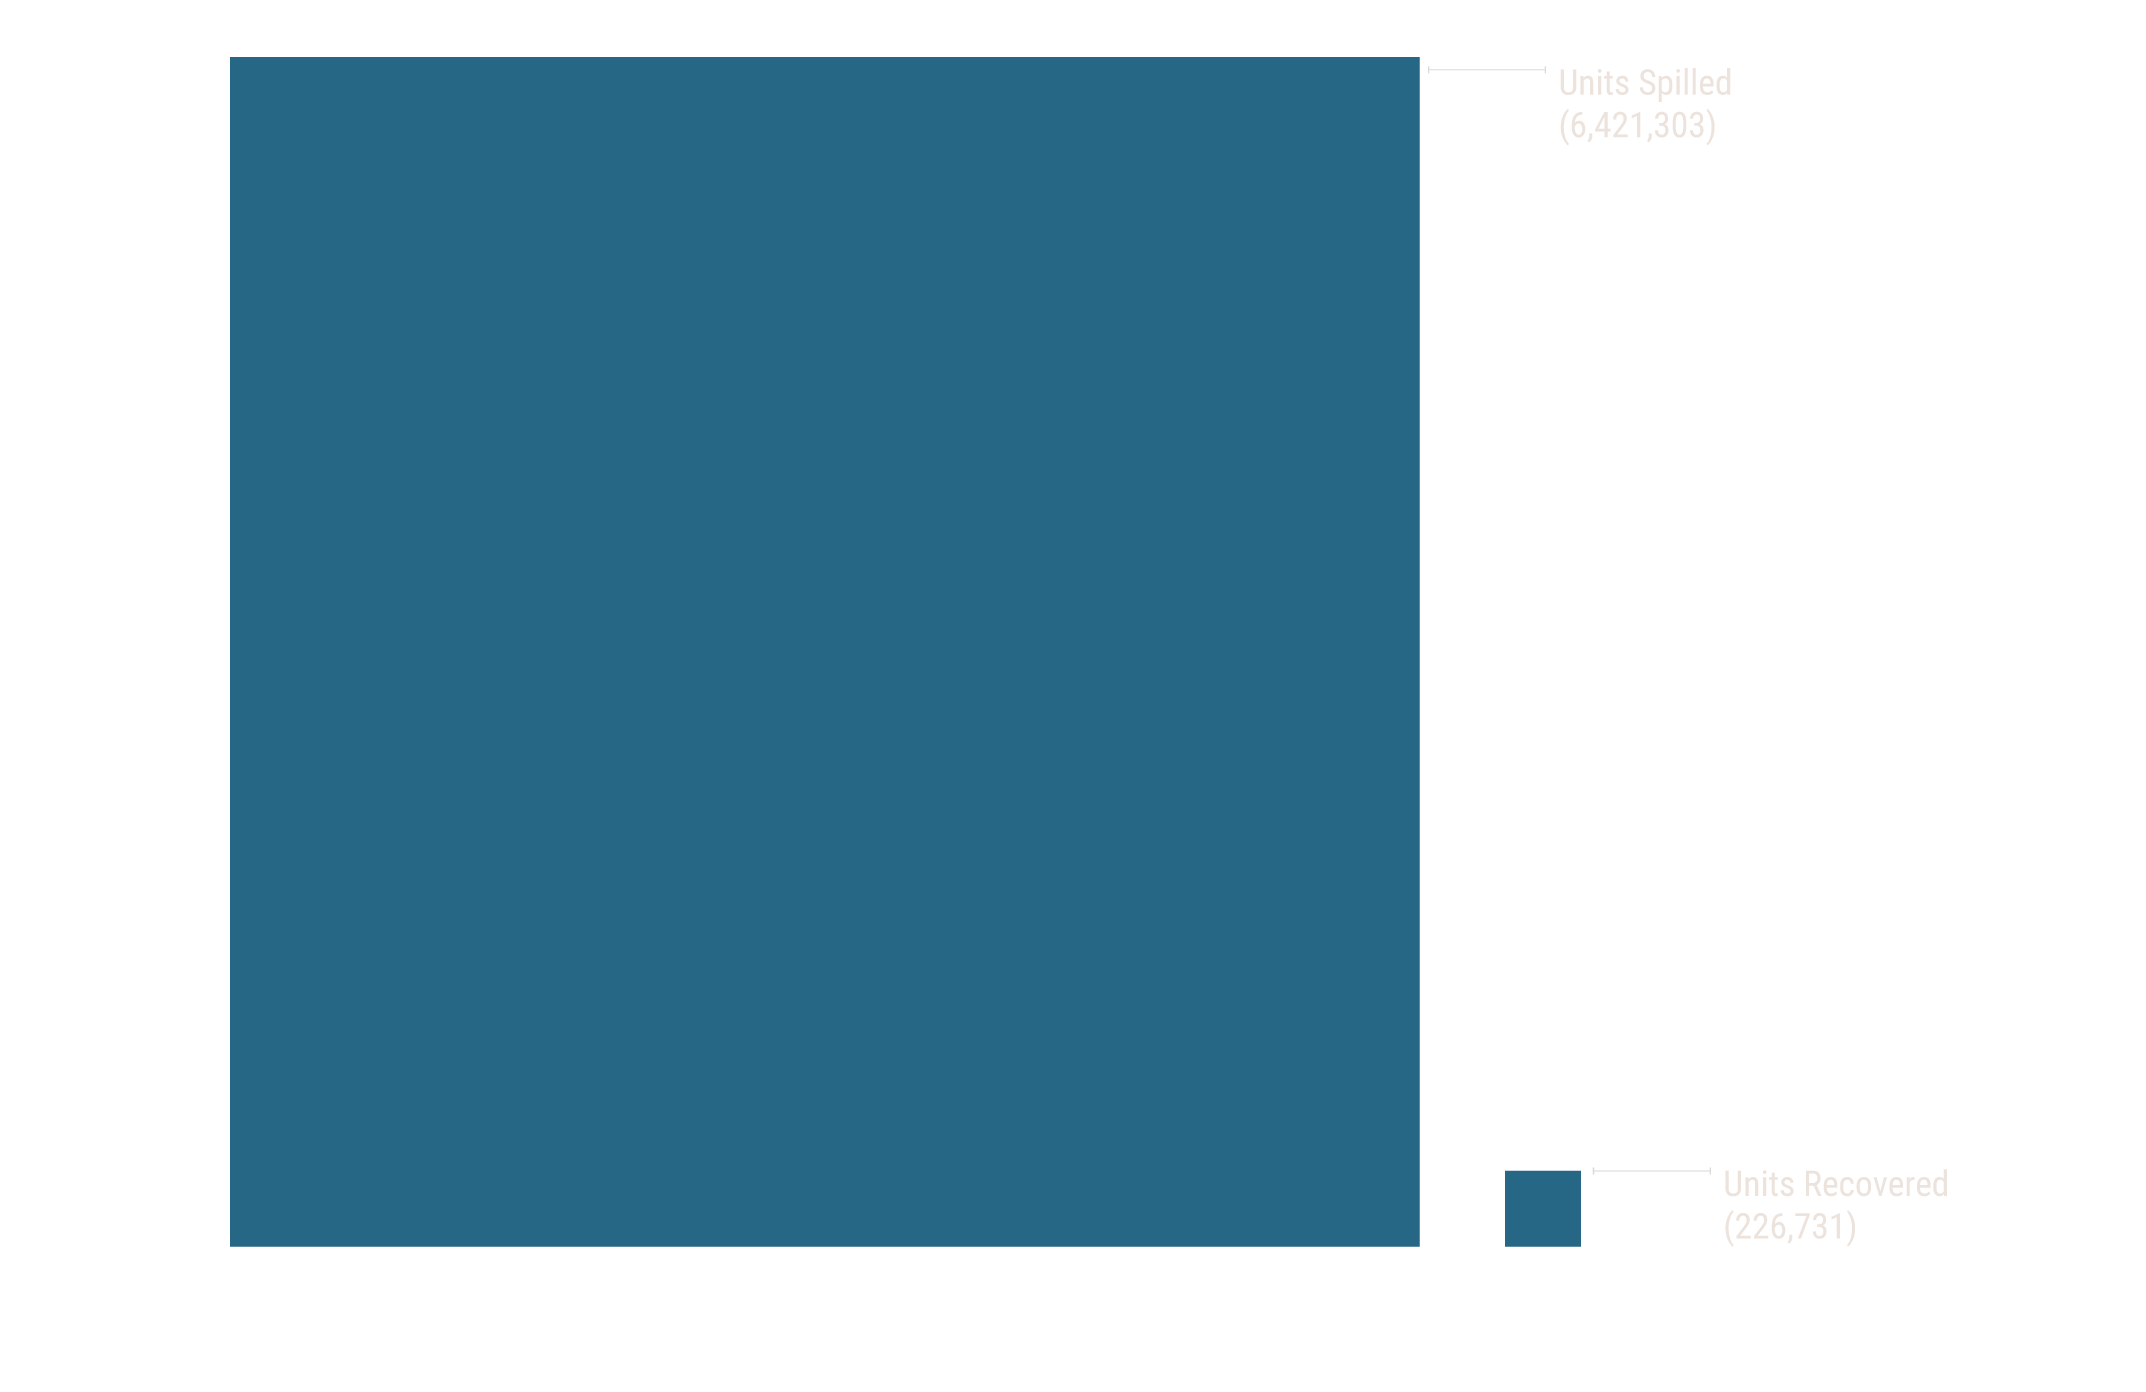 Units Spilled
(6,421,303)
Units Recovered
(226,731)